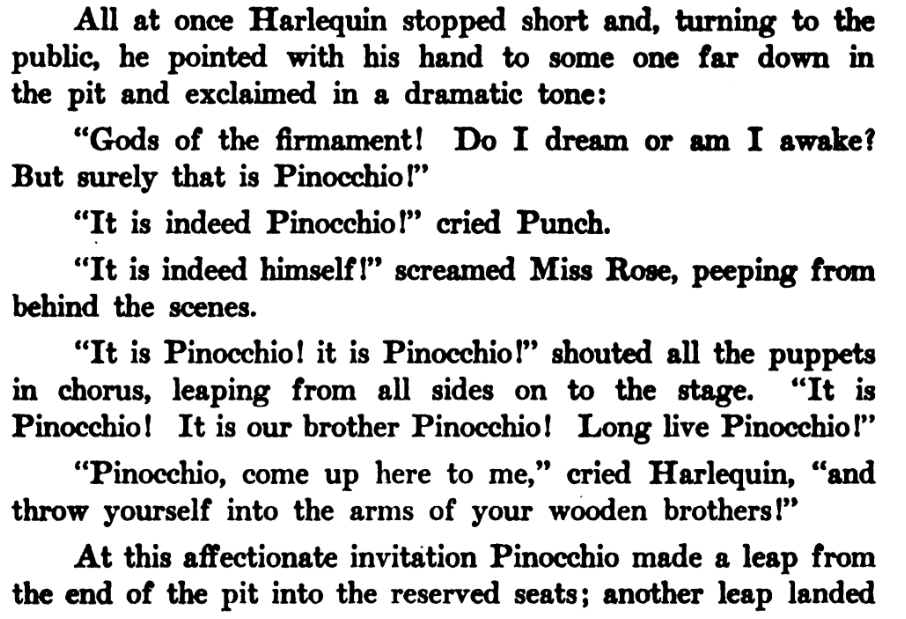 All at once Harlequin stopped short and, turning to the
public, he pointed with his hand to some one far down in
the pit and exclaimed in a dramatic tone:
“Gods of the firmament! Do I dream or am I awake?
But surely that is Pinocchio!”
“It is indeed Pinocchio!” cried Punch.
“It is indeed himself!” screamed Miss Rose, peeping from
behind the scenes.
“It is Pinocchio! it is Pinocchio!” shouted all the puppets
in chorus, leaping from all sides on to the stage. “It is
Pinocchio! It is our brother Pinocchio! Long live Pinocchio!”
“Pinocchio, come up here to me,” cried Harlequin, “and
throw yourself into the arms of your wooden brothers!”
At this affectionate invitation Pinocchio made a leap from
the end of the pit into the reserved seats; another leap landed